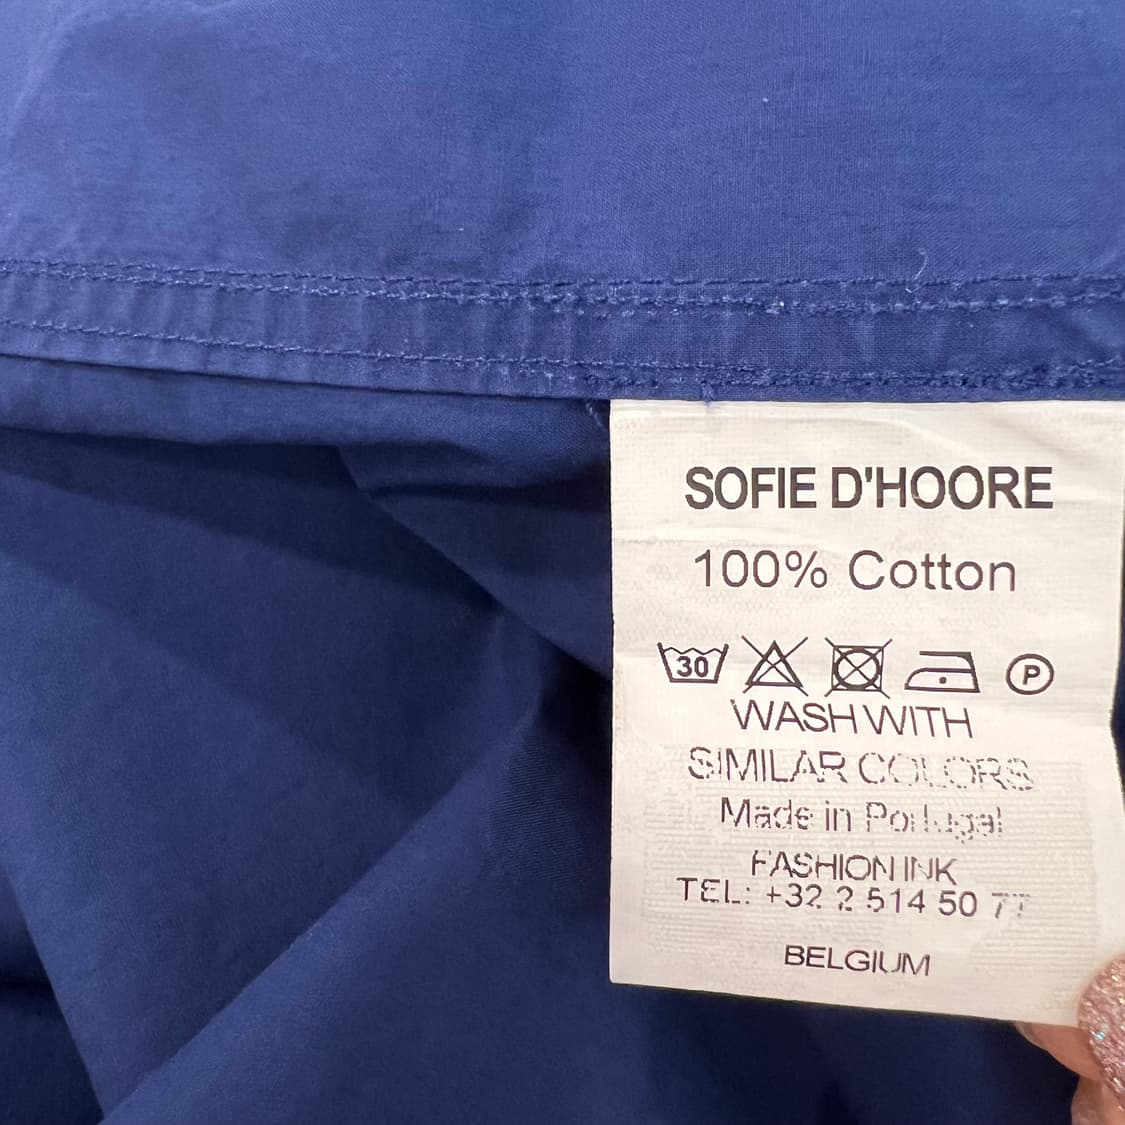 SOFIE D'HOORE
100% Cotton
30 P
WASH WITH
SIMILAR COLORS
Made in Portugal
FASHION INK
TEL: +32 2 514 50 77
BELGIUM